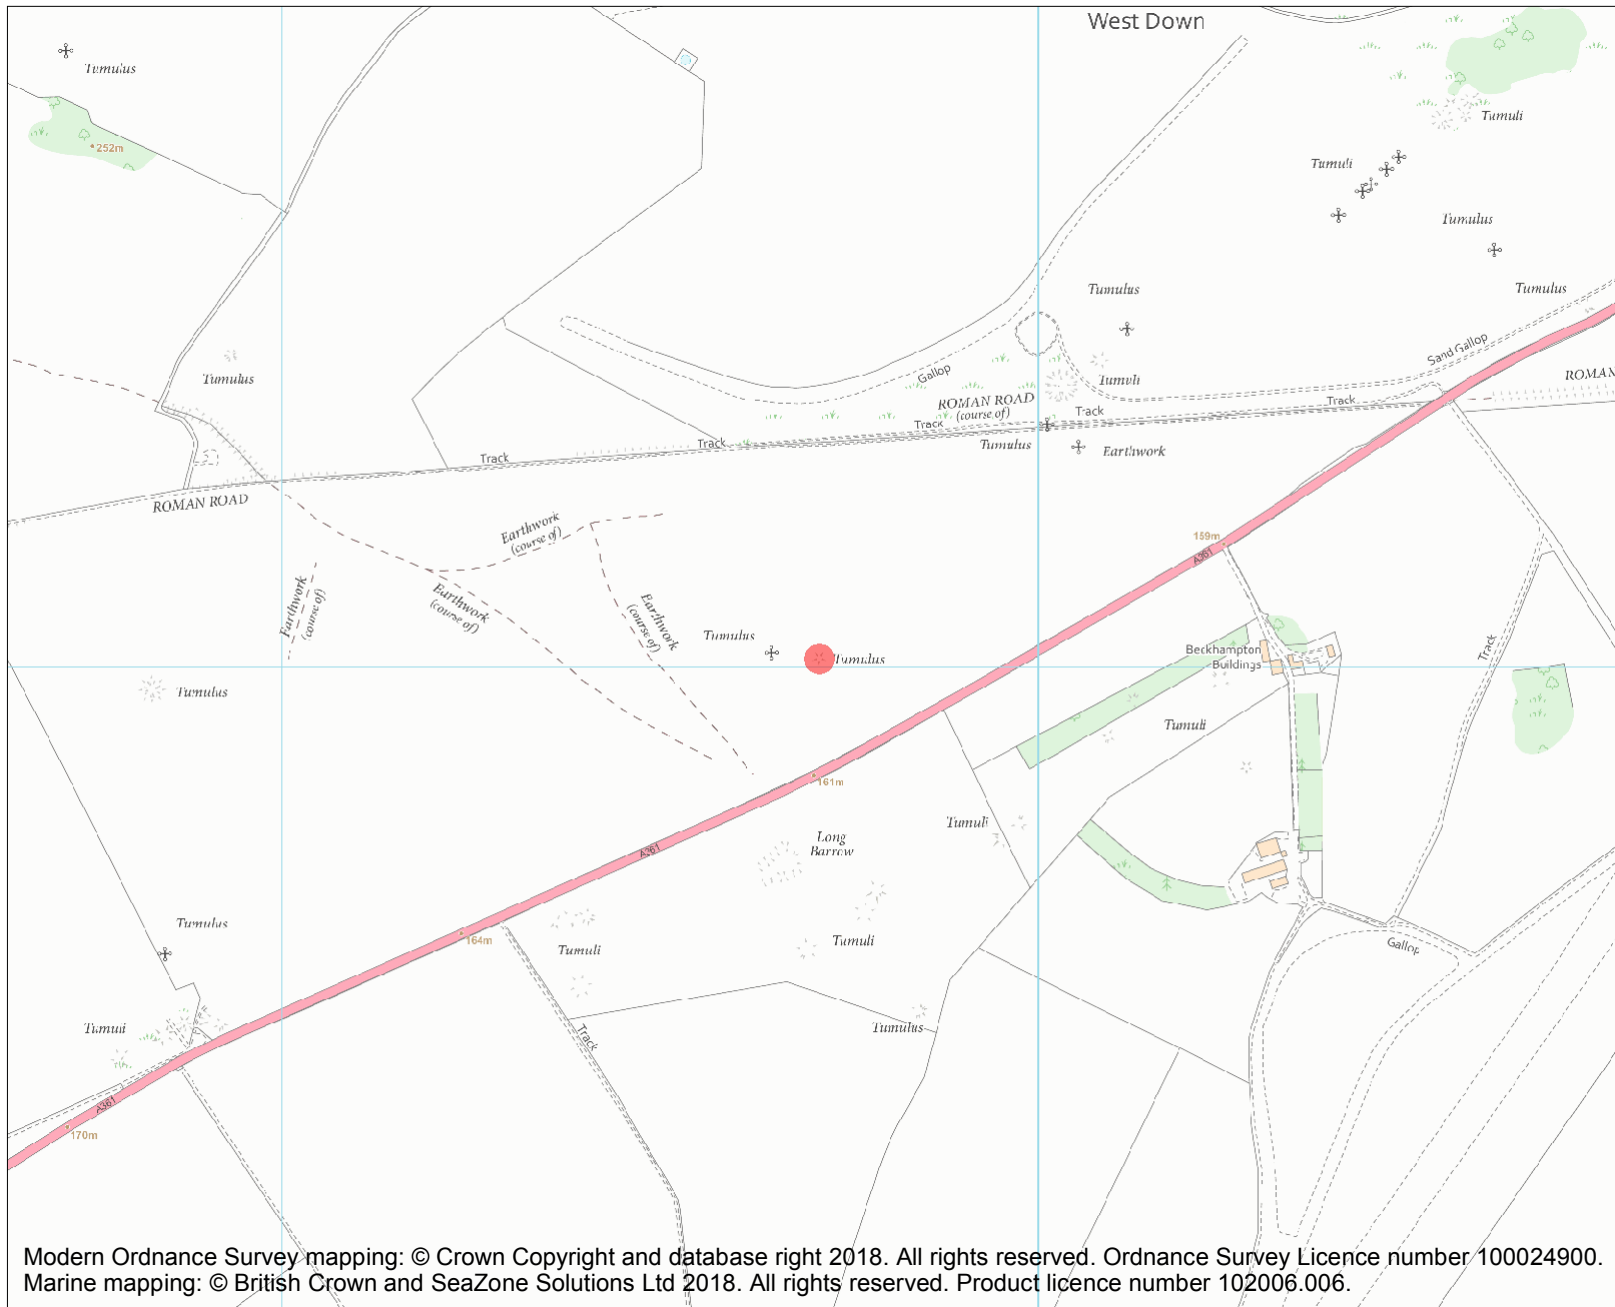 West Down
Tumulus
252m
Tumuli
Tumuli
Tumulus
Tumulus
Tumulus
Sand Gallop
Tumulus
Gallop
Tumuli
ROMAN
ROMAN ROAD
(course of)
Track
Track
Track
Track
Track
Tumulus
Earthwork
ROMAN ROAD
Earthwork
(course of)
159m
A361
Earthwork
(course of)
Earthwork
(course of)
Earthwork
(course of)
Tumulus
Tumulus
Beckhampton
Buildings
Track
Tumulus
Tumuli
161m
Tumuli
Long
Barrow
A361
Tumulus
164m
Tumuli
Tumuli
Gallop
Tumuli
Track
Tumulus
A361
170m
Modern Ordnance Survey mapping: © Crown Copyright and database right 2018. All rights reserved. Ordnance Survey Licence number 100024900.
Marine mapping: © British Crown and SeaZone Solutions Ltd 2018. All rights reserved. Product licence number 102006.006.